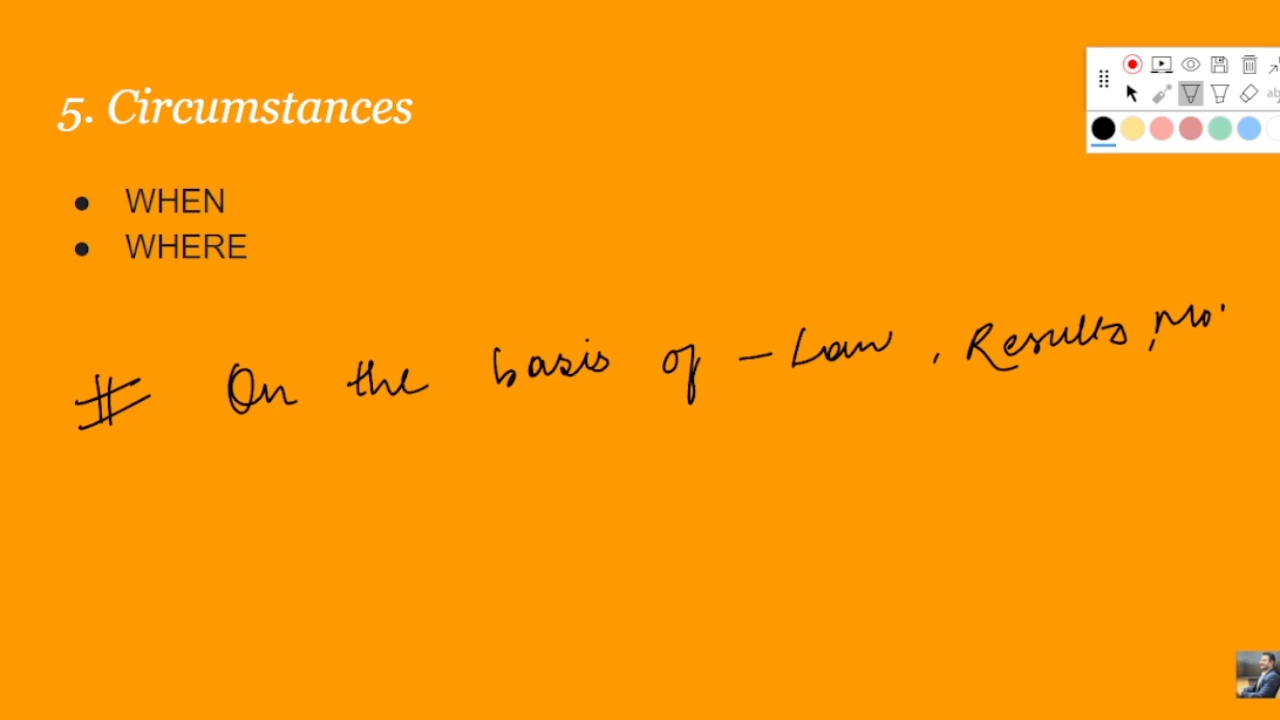 5. Circumstances
● WHEN
● WHERE
# On the basis of - Law, Results,